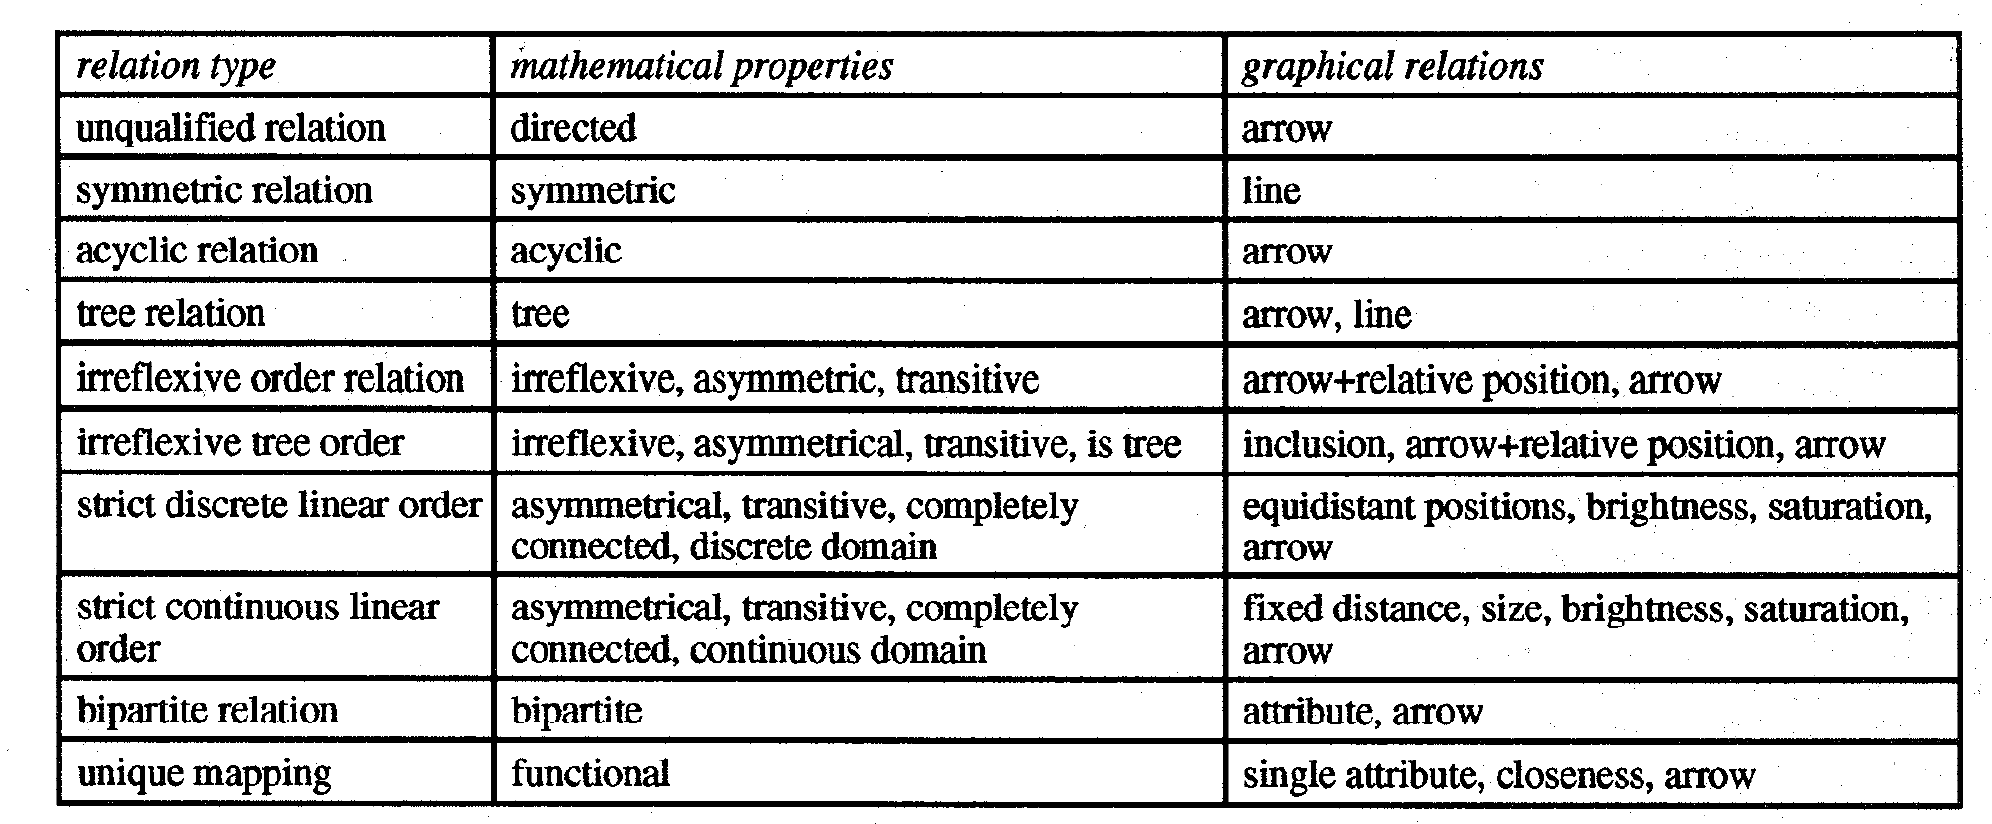 relation type mathematical properties graphical relations
unqualified relation directed arrow
symmetric relation symmetric line
acyclic relation acyclic arrow
tree relation tree arrow, line
irreflexive order relation irreflexive, asymmetric, transitive arrow+relative position, arrow
irreflexive tree order irreflexive, asymmetrical, transitive, is tree inclusion, arrow+relative position, arrow
strict discrete linear order asymmetrical, transitive, completely equidistant positions, brightness, saturation,
connected, discrete domain arrow
strict continuous linear asymmetrical, transitive, completely fixed distance, size, brightness, saturation,
order connected, continuous domain arrow
bipartite relation bipartite attribute, arrow
unique mapping functional single attribute, closeness, arrow